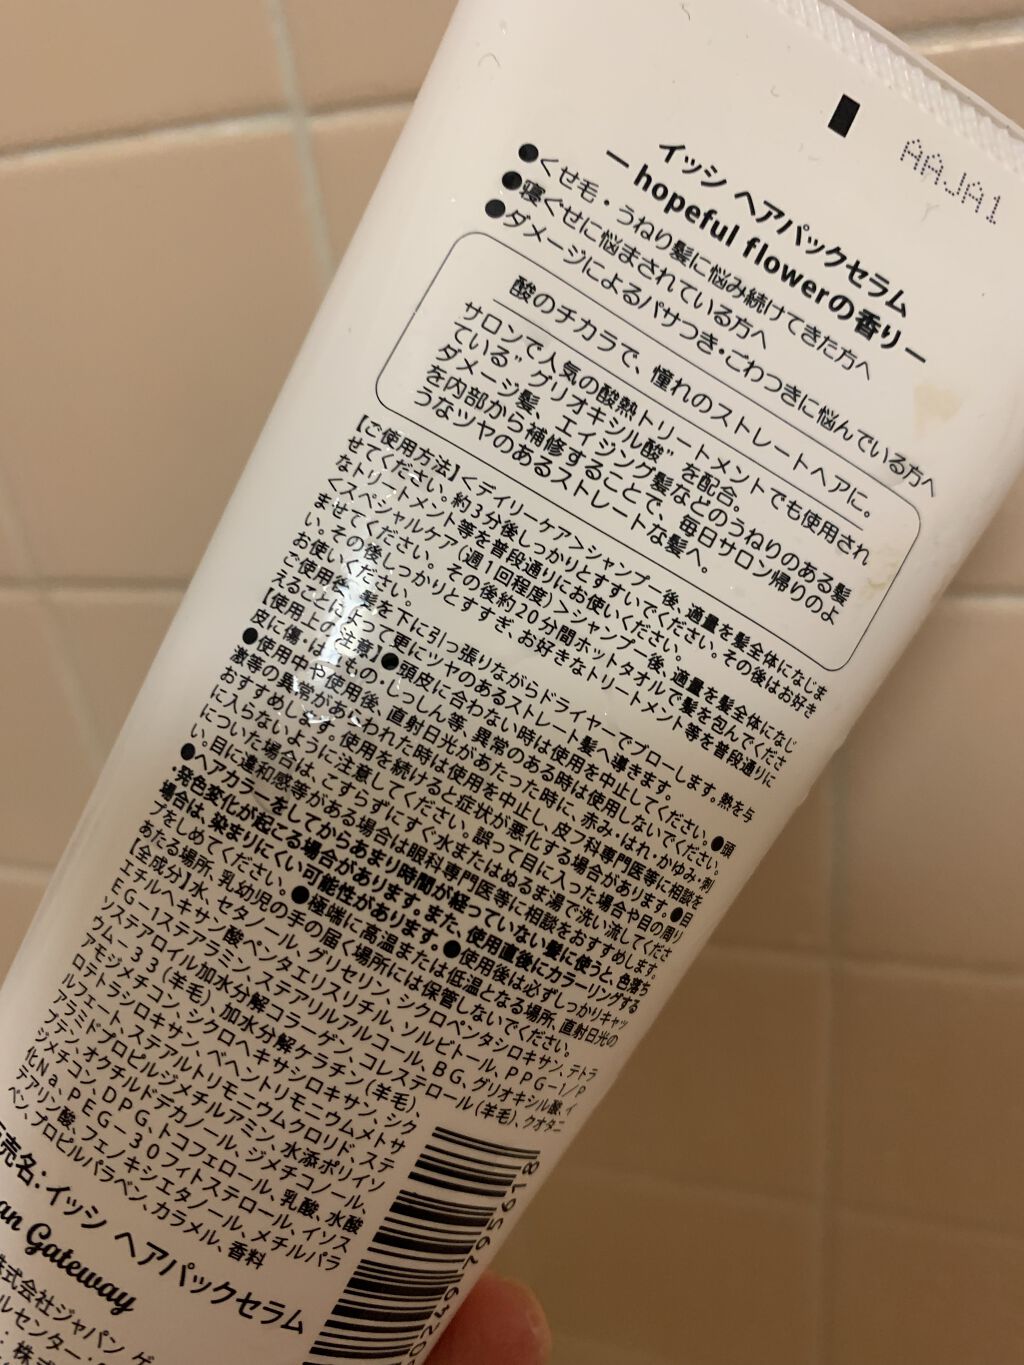 AAJA1
イッシ ヘアパックセラム
― hopeful flowerの香り ―
●くせ毛・うねり髪に悩み続けてきた方へ
●寝ぐせに悩まされている方へ
●ダメージによるパサつき・ごわつきに悩んでいる方へ
酸のチカラで、憧れのストレートヘアに。
サロンで人気の酸熱トリートメントでも使用され
ている"グリオキシル酸"を配合。
ダメージ髪、エイジング髪などのうねりのある髪
を内部から補修することで、毎日サロン帰りのよ
うなツヤのあるストレートな髪へ。
【ご使用方法】<デイリーケア>シャンプー後、適量を髪全体になじま
せてください。約3分後しっかりとすすいでください。その後はお好き
なトリートメント等を普段通りにお使いください。
<スペシャルケア(週1回程度)>シャンプー後、適量を髪全体になじ
ませてください。その後約20分間ホットタオルで髪を包んでくださ
い。その後しっかりとすすぎ、お好きなトリートメント等を普段通りに
お使いください。
ご使用後、髪を下に引っ張りながらドライヤーでブローします。熱を与
えることによって更にツヤのあるストレート髪へ導きます。
【使用上の注意】●頭皮に合わない時は使用を中止してください。●頭
皮に傷・はれもの・しっしん等、異常のある時は使用しないでください。
●使用中や使用後、直射日光があたった時に、赤み・はれ・かゆみ・刺
激等の異常があらわれた時は使用を中止し、皮フ科専門医等に相談を
おすすめします。使用を続けると症状が悪化する場合があります。●目
に入らないように注意してください。誤って目に入った場合や目の周り
についた場合は、こすらずにすぐ水またはぬるま湯で洗い流してくださ
い。目に違和感等がある場合は眼科専門医等に相談をおすすめします。
●ヘアカラーをしてからあまり時間が経っていない髪に使うと、色落ち
・発色変化が起こる場合があります。また、使用直後にカラーリングする
場合は、染まりにくい可能性があります。●使用後は必ずしっかりキャッ
プをしめてください。●極端に高温または低温となる場所、直射日光の
あたる場所、乳幼児の手の届く場所には保管しないでください。
【全成分】水、セタノール、グリセリン、シクロペンタシロキサン、テトラ
エチルヘキサン酸ペンタエリスリチル、ソルビトール、PPG-1/P
EG-1ステアラミン、ステアリルアルコール、BG、グリオキシル酸、イ
ソステアロイル加水分解コラーゲン、コレステロール(羊毛)、クオタニ
ウム-33(羊毛)、加水分解ケラチン(羊毛)、
アモジメチコン、シクロヘキサシロキサン、シク
ロテトラシロキサン、ベヘントリモニウムメトサ
ルフェート、ステアルトリモニウムクロリド、ステ
アラミドプロピルジメチルアミン、水添ポリイソ
ブテン、オクチルドデカノール、ジメチコノール、
ジメチコン、DPG、トコフェロール、乳酸、水酸
化Na、PEG-30フィトステロール、イソス
テアリン酸、フェノキシエタノール、メチルパラ
ベン、プロピルパラベン、カラメル、香料
売名:イッシ ヘアパックセラム
an Gateway
株式会社ジャパン ゲ
ルセンター
: 株式